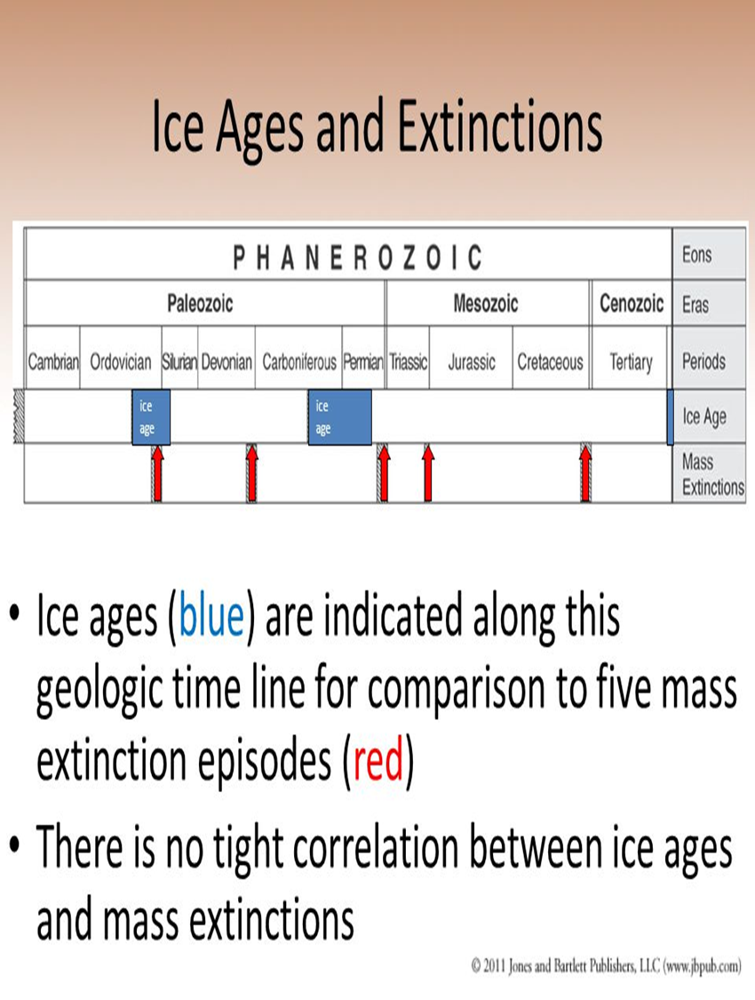 Ice Ages and Extinctions
PHANEROZOIC Eons
Paleozoic Mesozoic Cenozoic Eras
Cambrian Ordovician Silurian Devonian Carboniferous Permian Triassic Jurassic Cretaceous Tertiary Periods
ice
age
ice
age
Ice Age
Mass
Extinctions
• Ice ages (blue) are indicated along this
geologic time line for comparison to five mass
extinction episodes (red)
• There is no tight correlation between ice ages
and mass extinctions
© 2011 Jones and Bartlett Publishers, LLC (www.jbpub.com)